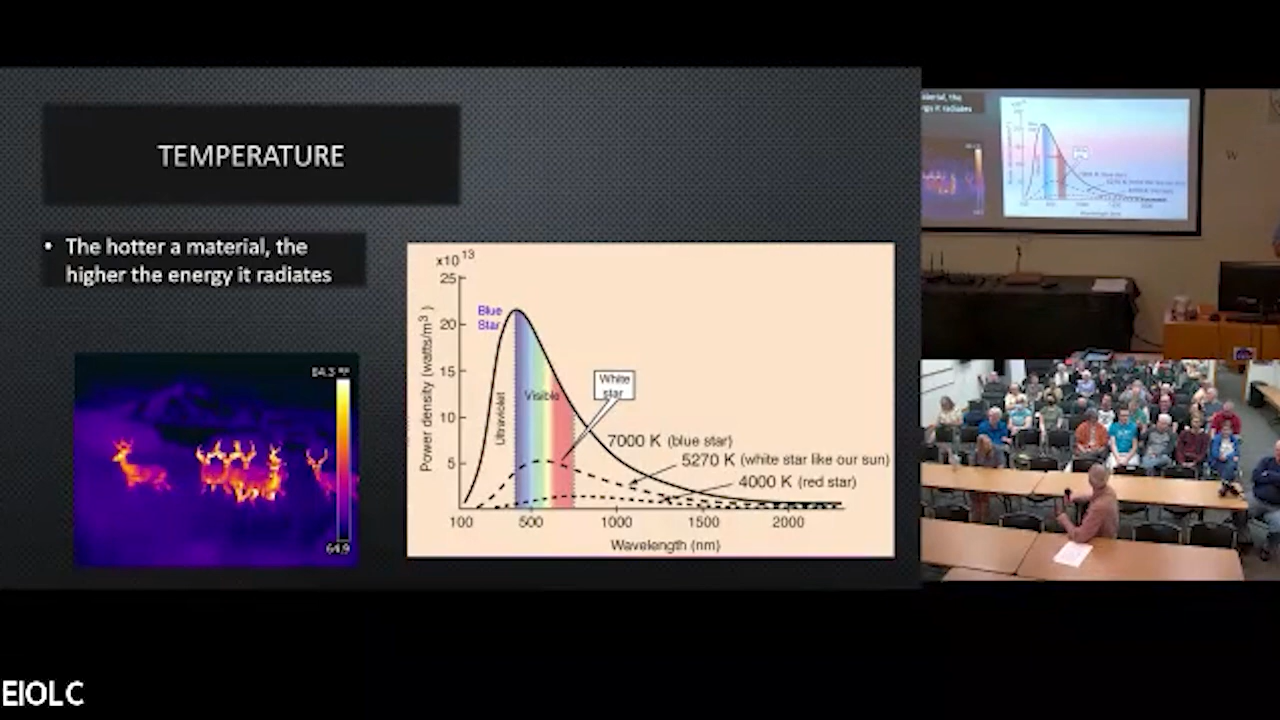 TEMPERATURE
• The hotter a material, the
higher the energy it radiates
84.3 °F
64.9
x10 13
25
20
15
10
5
Power density (watts/m3 )
Blue
Star
Ultraviolet
Visible
White
star
7000 K (blue star)
5270 K (white star like our sun)
4000 K (red star)
100
500
1000
1500
2000
Wavelength (nm)
W
EIOLC